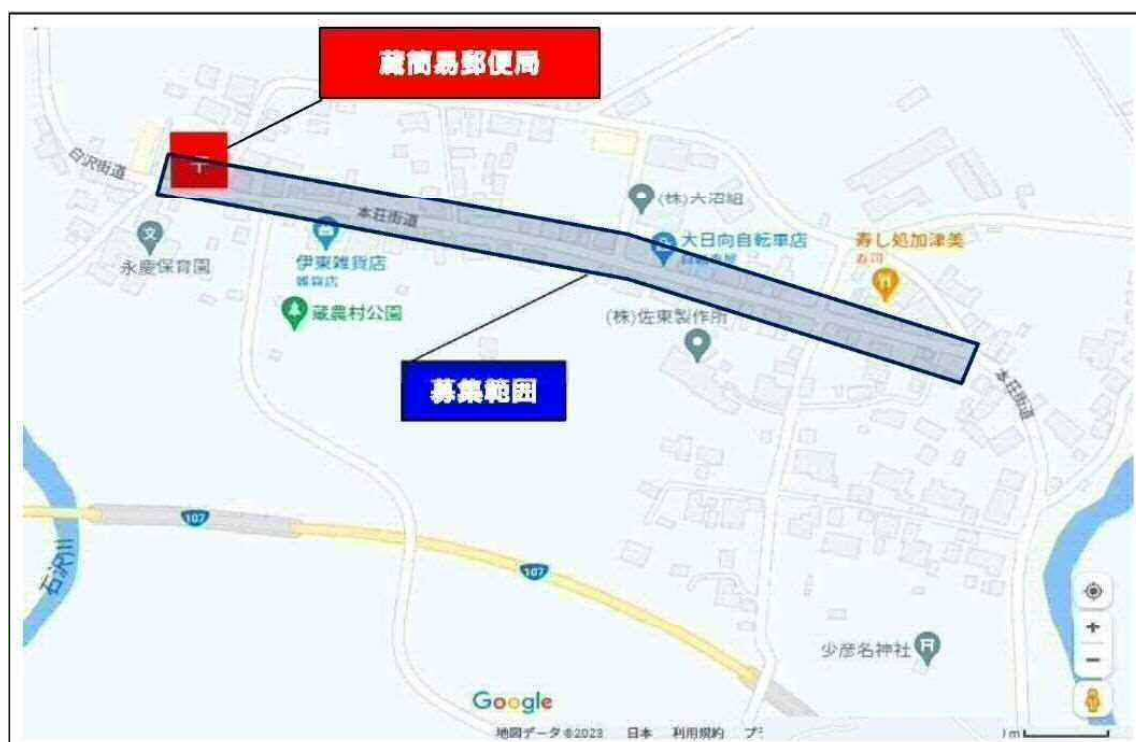 蔵簡易郵便局
〒
白沢街道
本荘街道
(株)大沼組
大日向自転車店
寿し処加津美
寿司
永慶保育園
伊東雑貨店
雑貨店
蔵農村公園
(株)佐東製作所
募集範囲
本荘街道
107
107
石沢川
少彦名神社
Google
地図データ ©2023 日本 利用規約
m